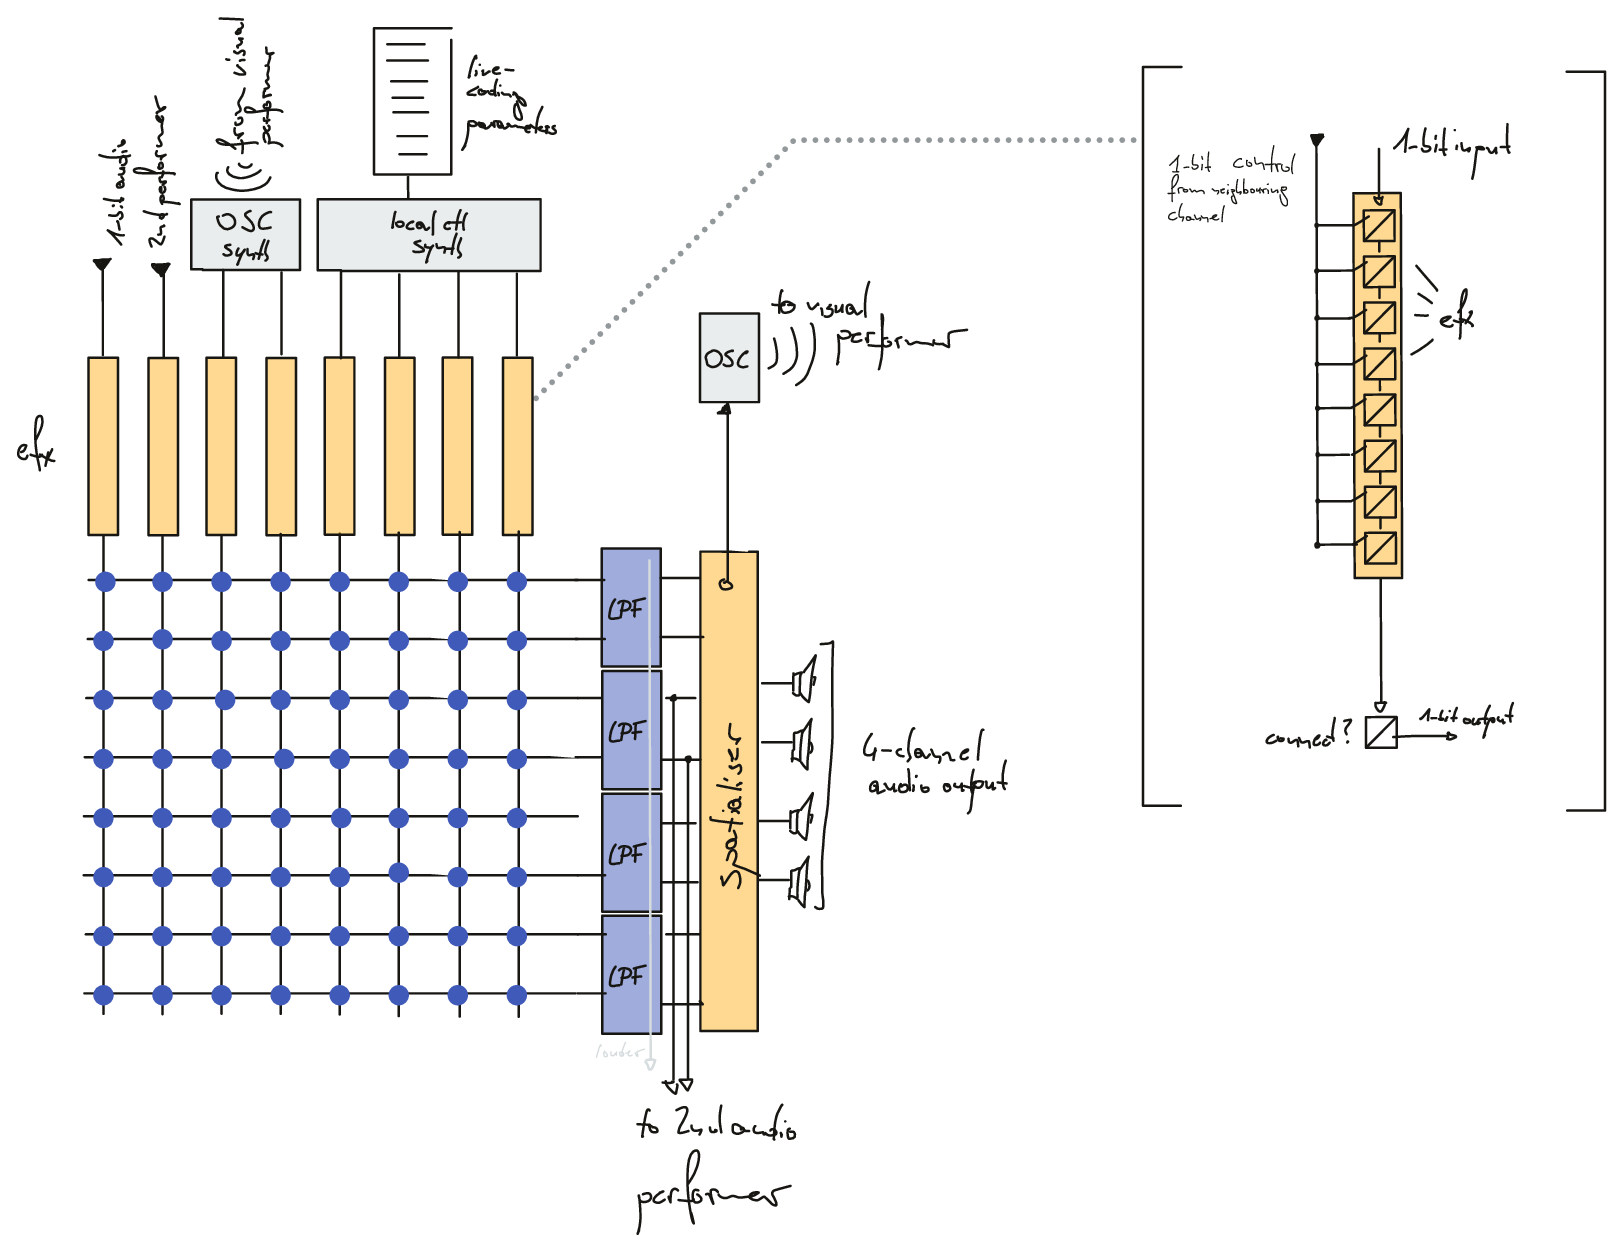 1-bit audio
2nd performer
from visual
performer
OSC
synth
live-
coding
parameters
local ctl
synth
efx
OSC
to visual
performer
LPF
LPF
LPF
LPF
louder
spatialiser
4-channel
audio output
to 2nd audio
performer
1-bit control
from neighbouring
channel
1-bit input
efx
connect?
1-bit output